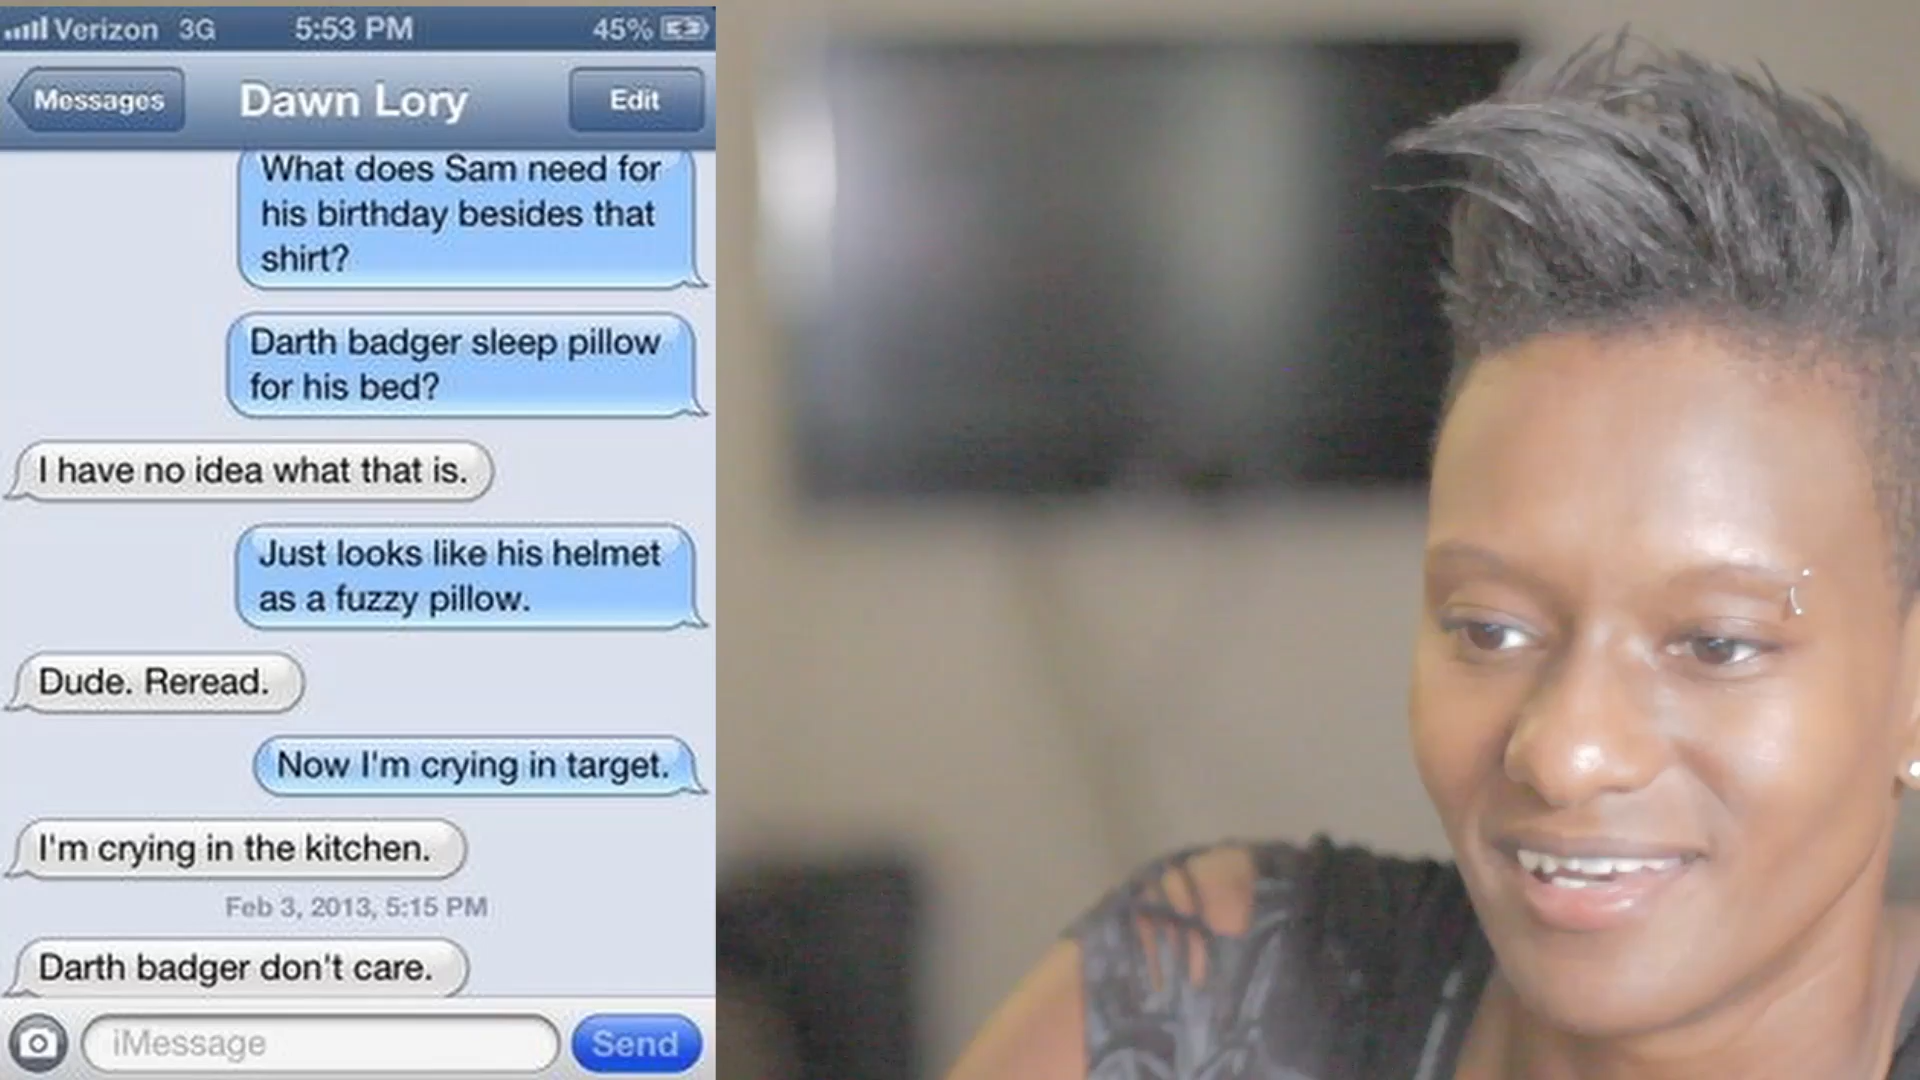 Verizon 3G 5:53 PM 45%
Messages Dawn Lory Edit
What does Sam need for
his birthday besides that
shirt?
Darth badger sleep pillow
for his bed?
I have no idea what that is.
Just looks like his helmet
as a fuzzy pillow.
Dude. Reread.
Now I'm crying in target.
I'm crying in the kitchen.
Feb 3, 2013, 5:15 PM
Darth badger don't care.
iMessage Send